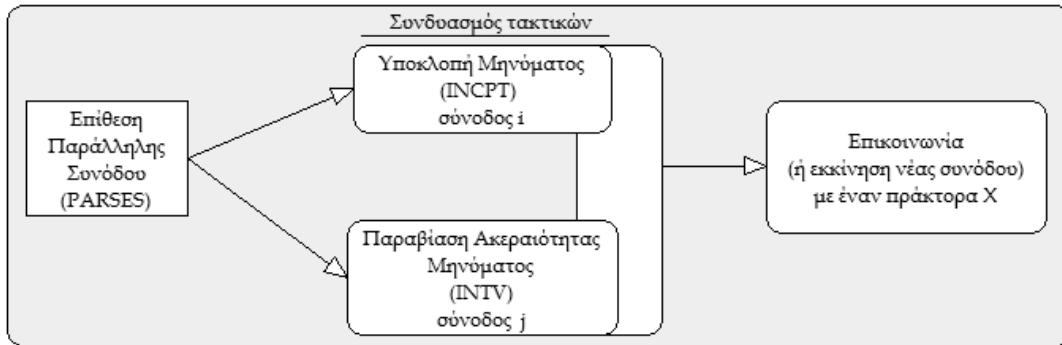 Συνδυασμός τακτικών
Υποκλοπή Μηνύματος
(INCPT)
σύνοδος i
Επίθεση
Παράλληλης
Συνόδου
(PARSES)
Επικοινωνία
(ή εκκίνηση νέας συνόδου)
με έναν πράκτορα X
Παραβίαση Ακεραιότητας
Μηνύματος
(INTV)
σύνοδος j